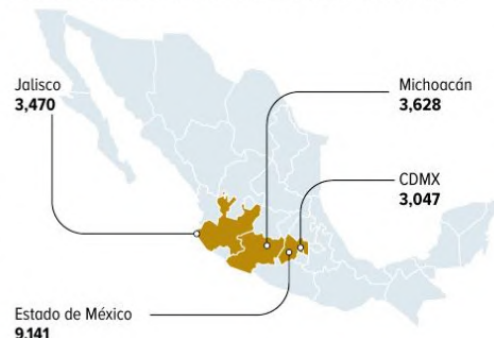 Jalisco
3,470
Michoacán
3,628
CDMX
3,047
Estado de México
9,141